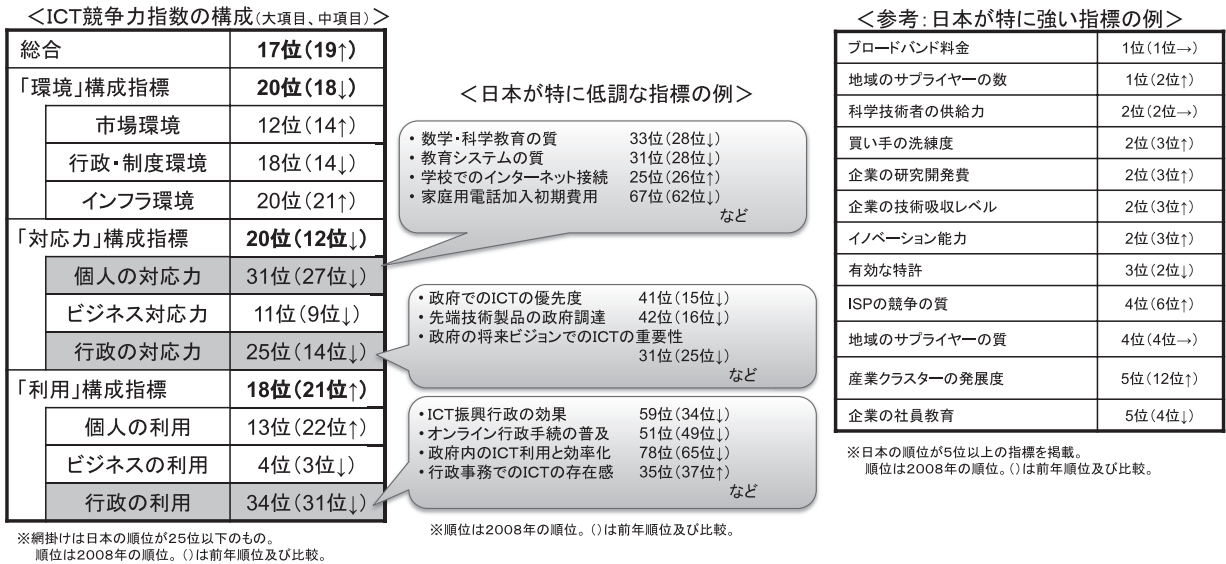 ＜ICT競争力指数の構成(大項目、中項目)＞
総合 17位(19↑)
「環境」構成指標 20位(18↓)
市場環境 12位(14↑)
行政・制度環境 18位(14↓)
インフラ環境 20位(21↑)
「対応力」構成指標 20位(12位↓)
個人の対応力 31位(27位↓)
ビジネス対応力 11位(9位↓)
行政の対応力 25位(14位↓)
「利用」構成指標 18位(21位↑)
個人の利用 13位(22位↑)
ビジネスの利用 4位(3位↓)
行政の利用 34位(31位↓)
※網掛けは日本の順位が25位以下のもの。
順位は2008年の順位。()は前年順位及び比較。
＜日本が特に低調な指標の例＞
・数学・科学教育の質 33位(28位↓)
・教育システムの質 31位(28位↓)
・学校でのインターネット接続 25位(26位↑)
・家庭用電話加入初期費用 67位(62位↓)
など
・政府でのICTの優先度 41位(15位↓)
・先端技術製品の政府調達 42位(16位↓)
・政府の将来ビジョンでのICTの重要性
31位(25位↓)
など
・ICT振興行政の効果 59位(34位↓)
・オンライン行政手続の普及 51位(49位↓)
・政府内のICT利用と効率化 78位(65位↓)
・行政事務でのICTの存在感 35位(37位↑)
など
※順位は2008年の順位。()は前年順位及び比較。
＜参考：日本が特に強い指標の例＞
ブロードバンド料金 1位(1位→)
地域のサプライヤーの数 1位(2位↑)
科学技術者の供給力 2位(2位→)
買い手の洗練度 2位(3位↑)
企業の研究開発費 2位(3位↑)
企業の技術吸収レベル 2位(3位↑)
イノベーション能力 2位(3位↑)
有効な特許 3位(2位↓)
ISPの競争の質 4位(6位↑)
地域のサプライヤーの質 4位(4位→)
産業クラスターの発展度 5位(12位↑)
企業の社員教育 5位(4位↓)
※日本の順位が5位以上の指標を掲載。
順位は2008年の順位。()は前年順位及び比較。